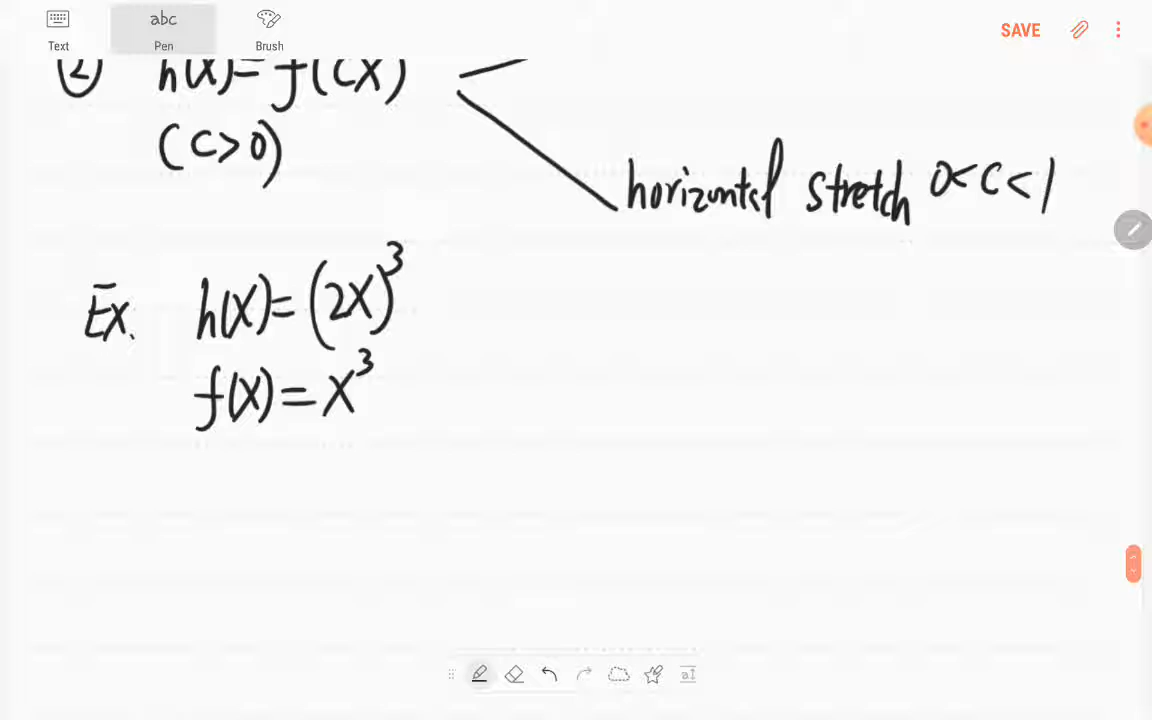 Text
abc
Pen
Brush
SAVE
② h(x)= f(cx)
(c>0)
horizontal stretch 0<c<1
Ex. h(x)= (2x)³
f(x)= x³